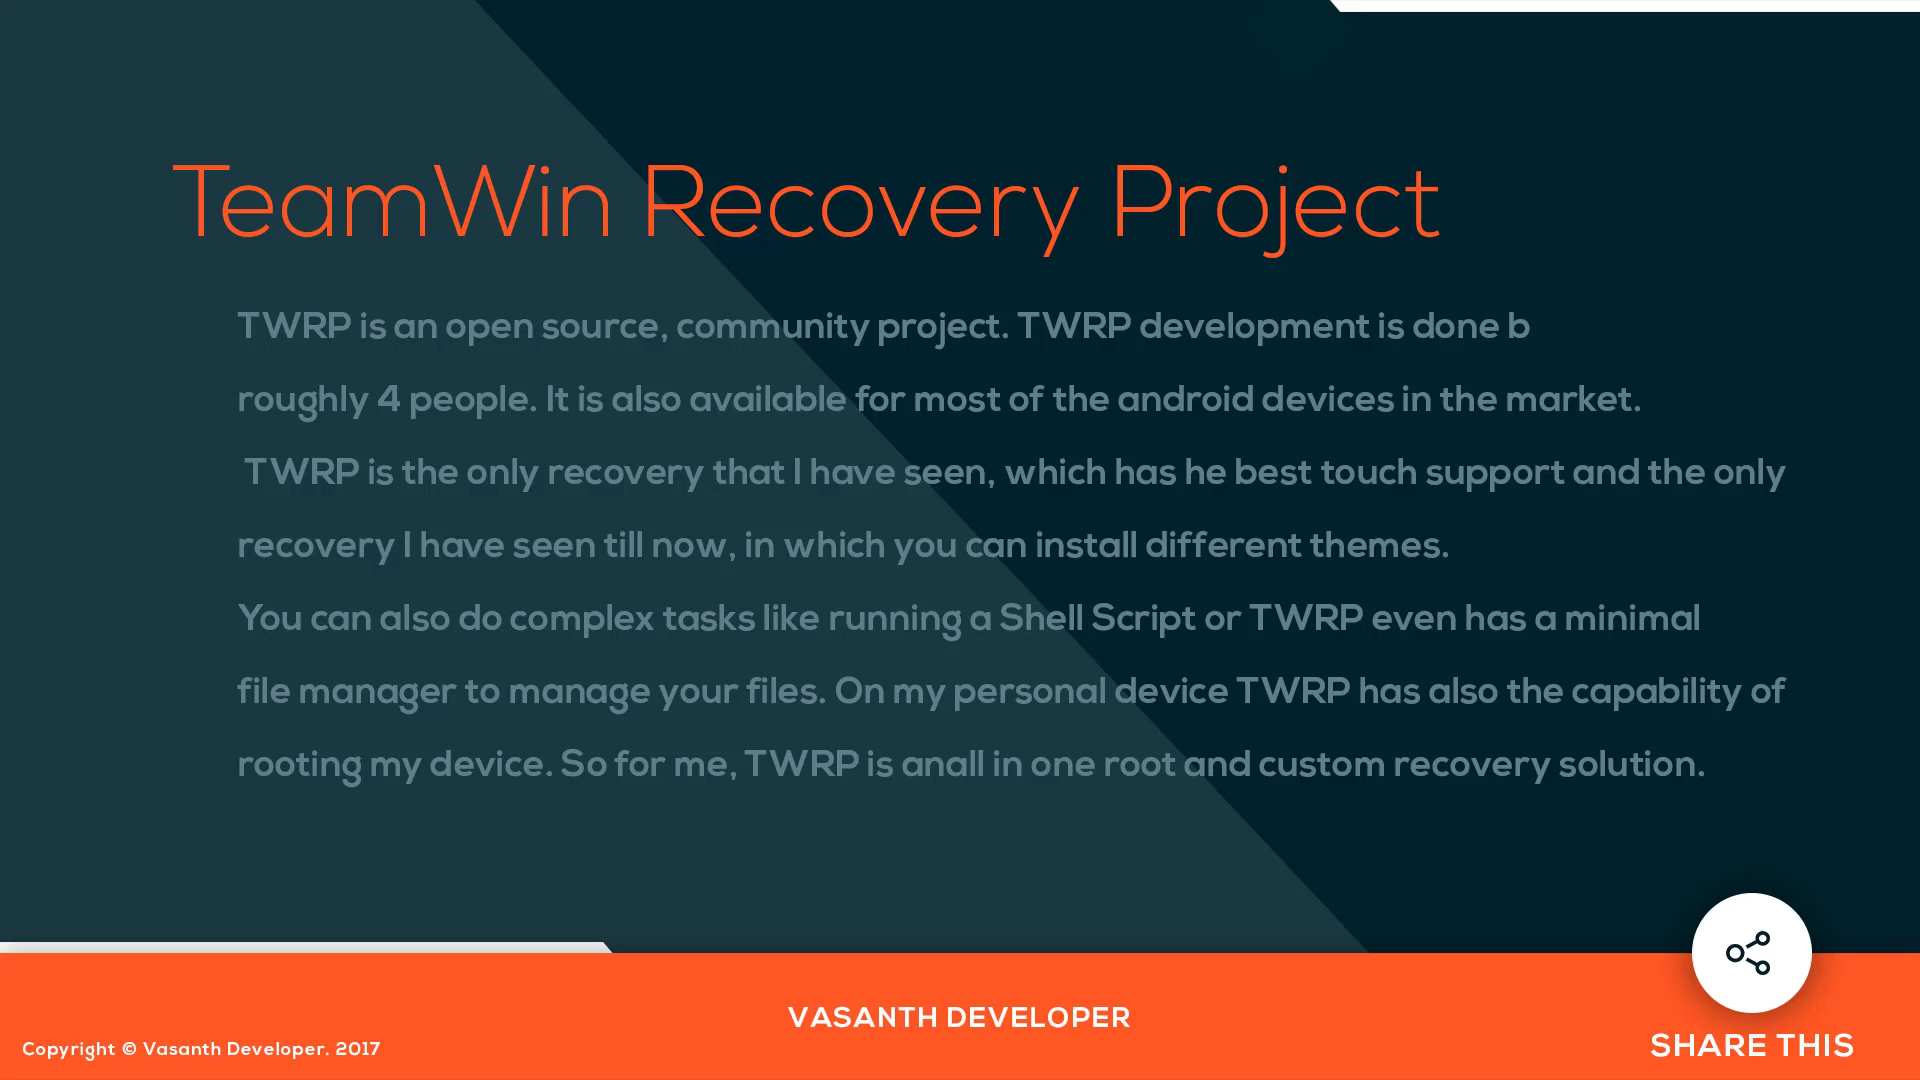 TeamWin Recovery Project
TWRP is an open source, community project. TWRP development is done b
roughly 4 people. It is also available for most of the android devices in the market.
TWRP is the only recovery that I have seen, which has he best touch support and the only
recovery I have seen till now, in which you can install different themes.
You can also do complex tasks like running a Shell Script or TWRP even has a minimal
file manager to manage your files. On my personal device TWRP has also the capability of
rooting my device. So for me, TWRP is anall in one root and custom recovery solution.
VASANTH DEVELOPER
Copyright © Vasanth Developer. 2017
SHARE THIS